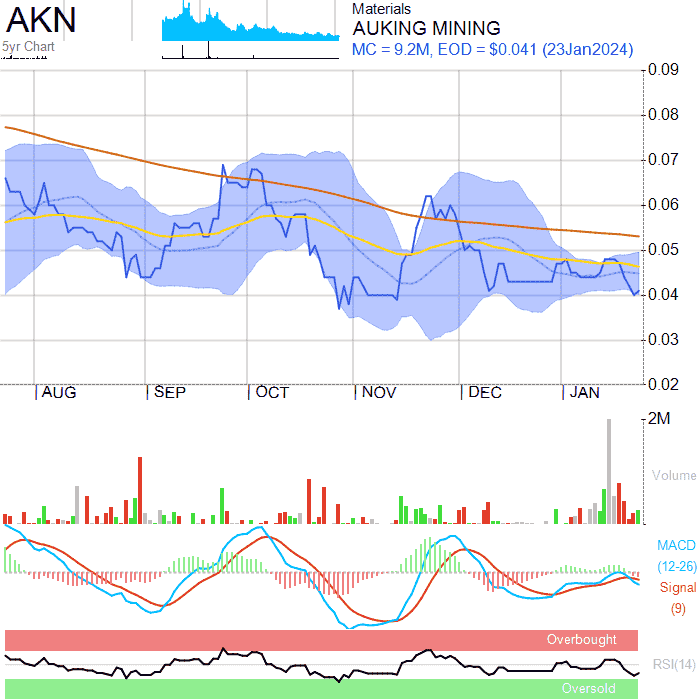 AKN
5yr Chart
Materials
AUKING MINING
MC = 9.2M, EOD = $0.041 (23Jan2024)
0.09
0.08
0.07
0.06
0.05
0.04
0.03
0.02
AUG SEP OCT NOV DEC JAN
2M
Volume
MACD
(12-26)
Signal
(9)
Overbought
RSI(14)
Oversold